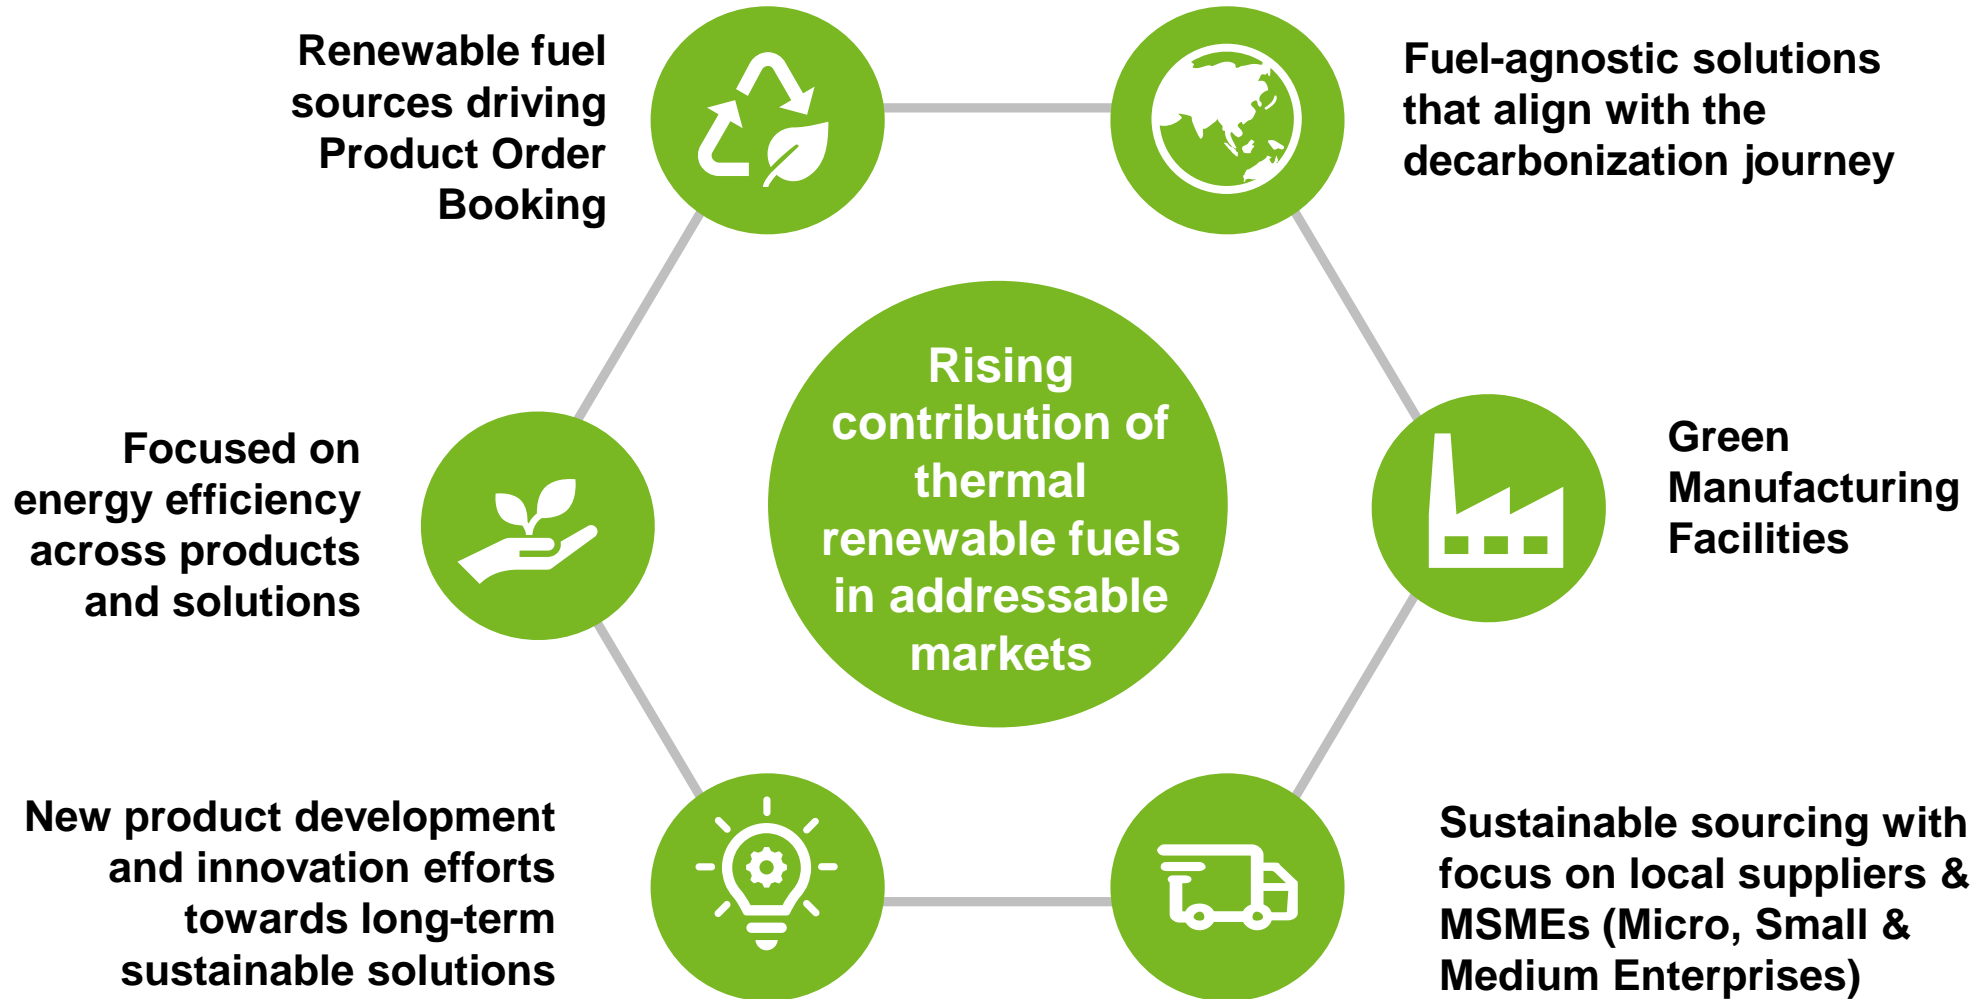 Renewable fuel
sources driving
Product Order
Booking
Fuel-agnostic solutions
that align with the
decarbonization journey
Rising
contribution of
thermal
renewable fuels
in addressable
markets
Focused on
energy efficiency
across products
and solutions
Green
Manufacturing
Facilities
New product development
and innovation efforts
towards long-term
sustainable solutions
Sustainable sourcing with
focus on local suppliers &
MSMEs (Micro, Small &
Medium Enterprises)